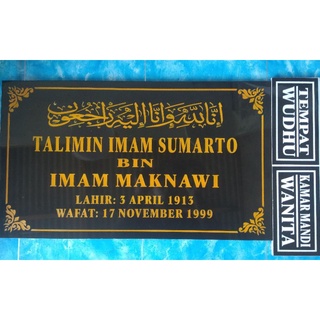 إنا لله وإنا إليه راجعون
TALIMIN IMAM SUMARTO
BIN
IMAM MAKNAWI
LAHIR: 3 APRIL 1913
WAFAT: 17 NOVEMBER 1999
TEMPAT
WUDHU
KAMAR MANDI
WANITA